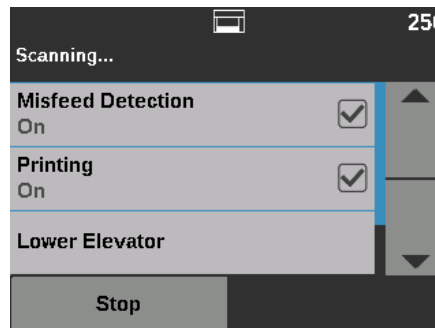 Scanning...
Misfeed Detection
On
Printing
On
Lower Elevator
Stop